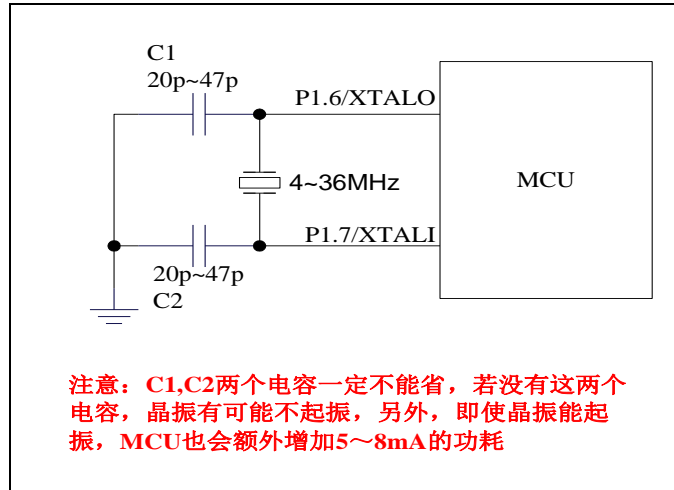 C1
20p~47p
P1.6/XTALO
4~36MHz
MCU
P1.7/XTALI
20p~47p
C2
注意：C1,C2两个电容一定不能省，若没有这两个
电容，晶振有可能不起振，另外，即使晶振能起
振，MCU也会额外增加5～8mA的功耗